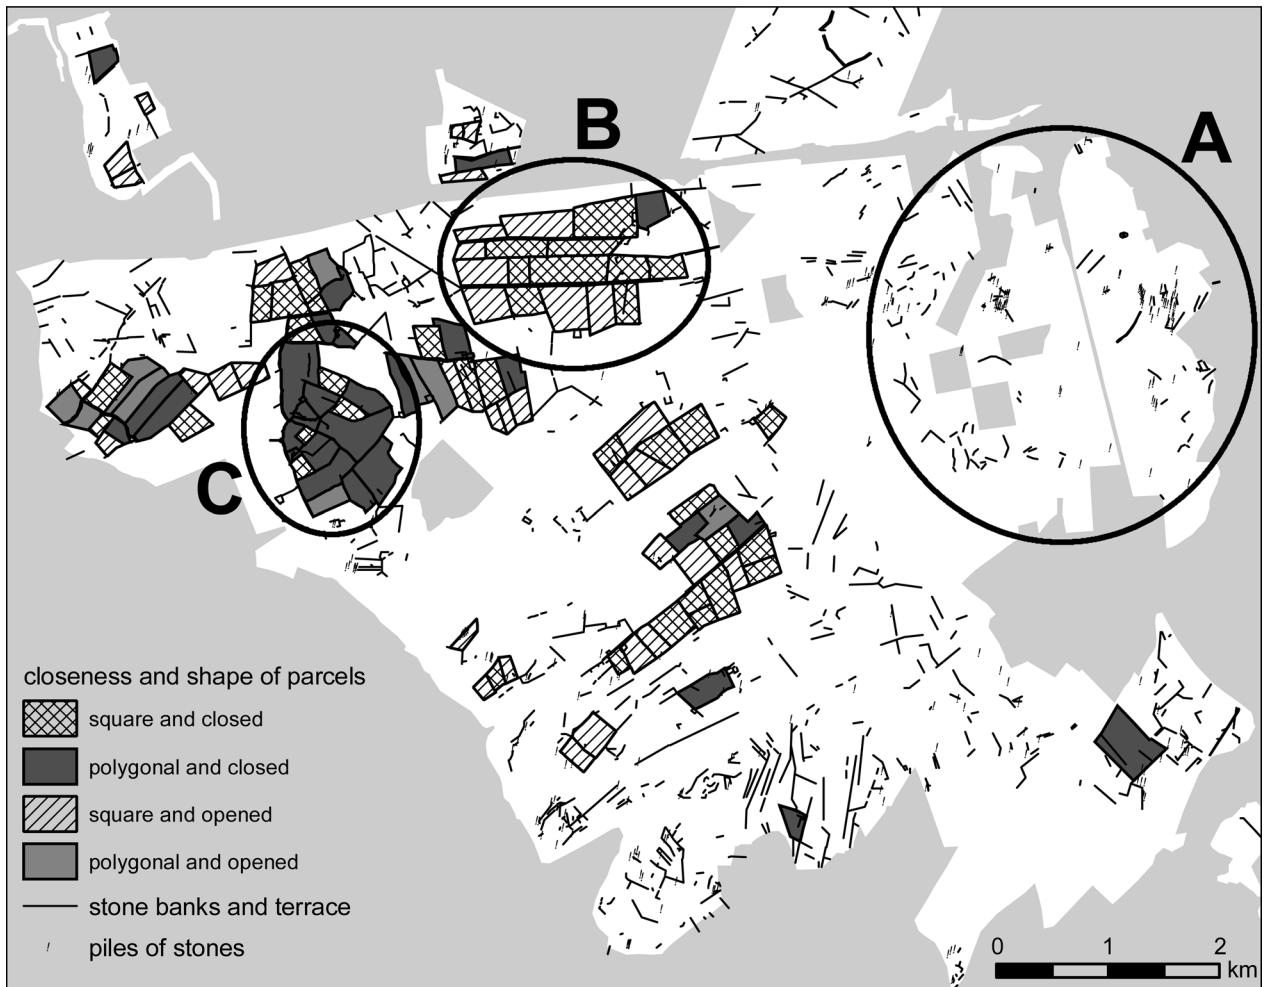 B
A
C
closeness and shape of parcels
square and closed
polygonal and closed
square and opened
polygonal and opened
stone banks and terrace
piles of stones
0 1 2
km